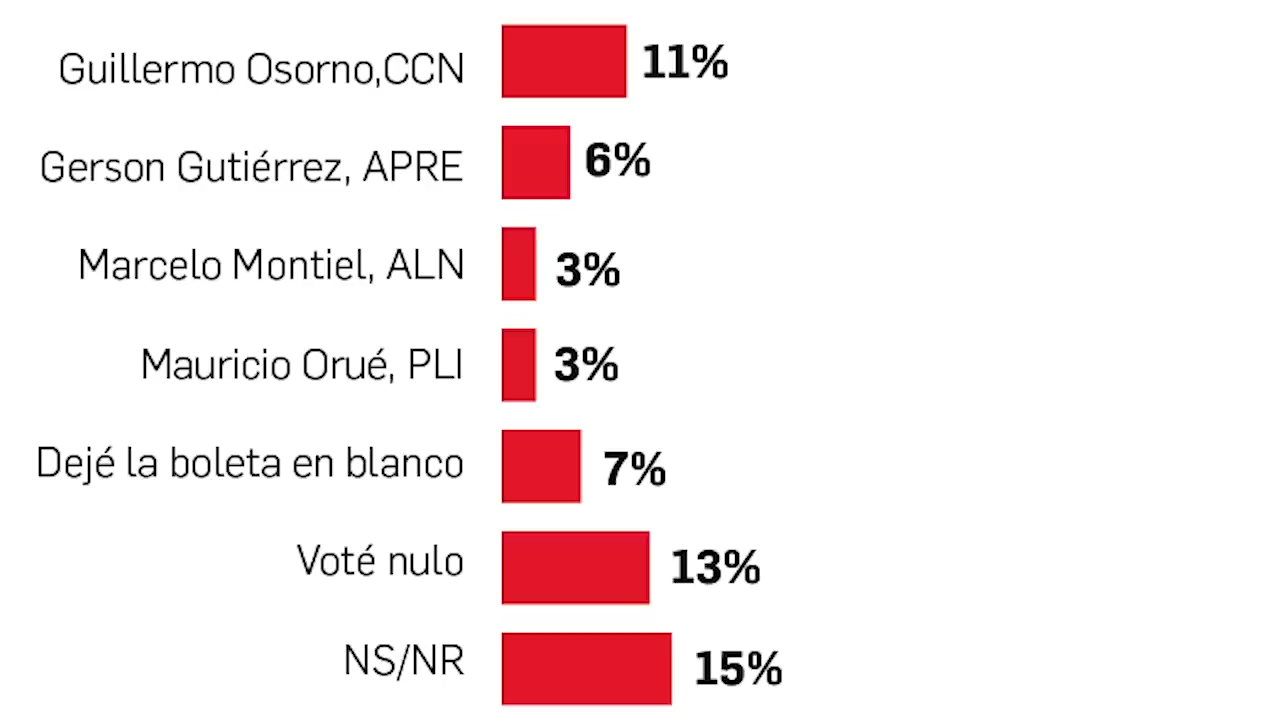 Guillermo Osorno,CCN 11%
Gerson Gutiérrez, APRE 6%
Marcelo Montiel, ALN 3%
Mauricio Orué, PLI 3%
Dejé la boleta en blanco 7%
Voté nulo 13%
NS/NR 15%